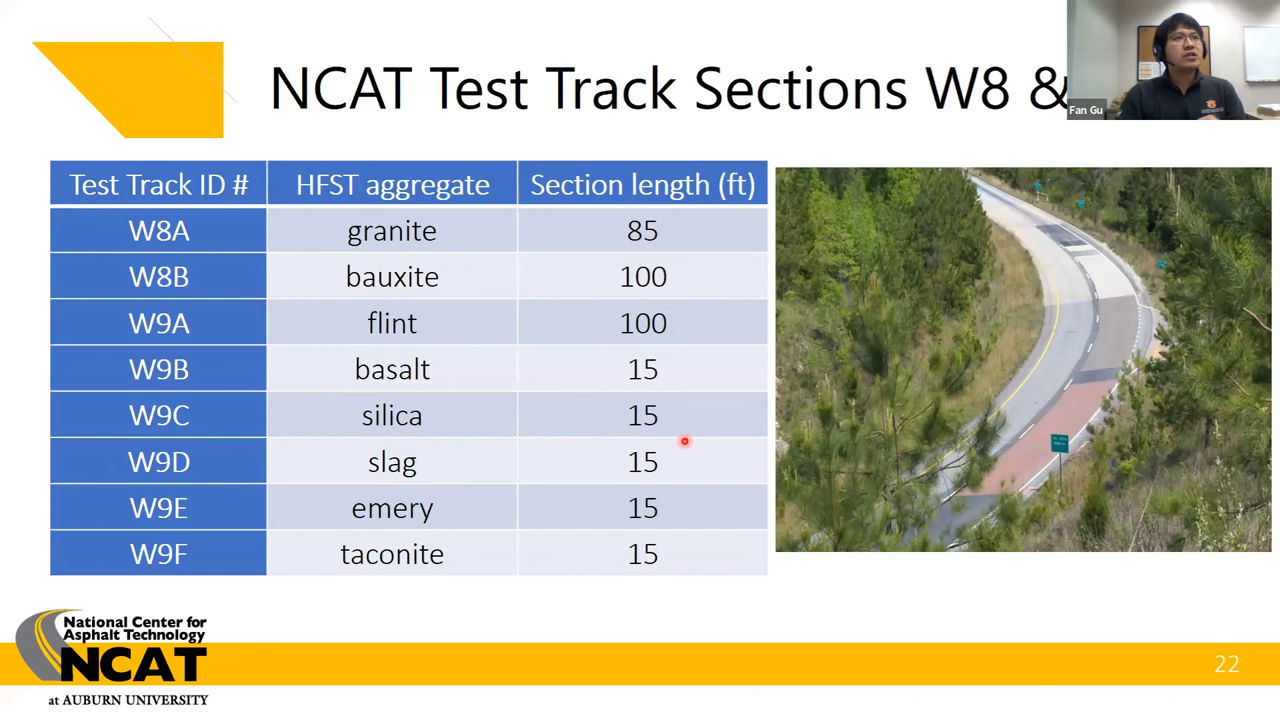 NCAT Test Track Sections W8 &
Fan Gu
Test Track ID # HFST aggregate Section length (ft)
W8A granite 85
W8B bauxite 100
W9A flint 100
W9B basalt 15
W9C silica 15
W9D slag 15
W9E emery 15
W9F taconite 15
National Center for
Asphalt Technology
NCAT
at AUBURN UNIVERSITY
22